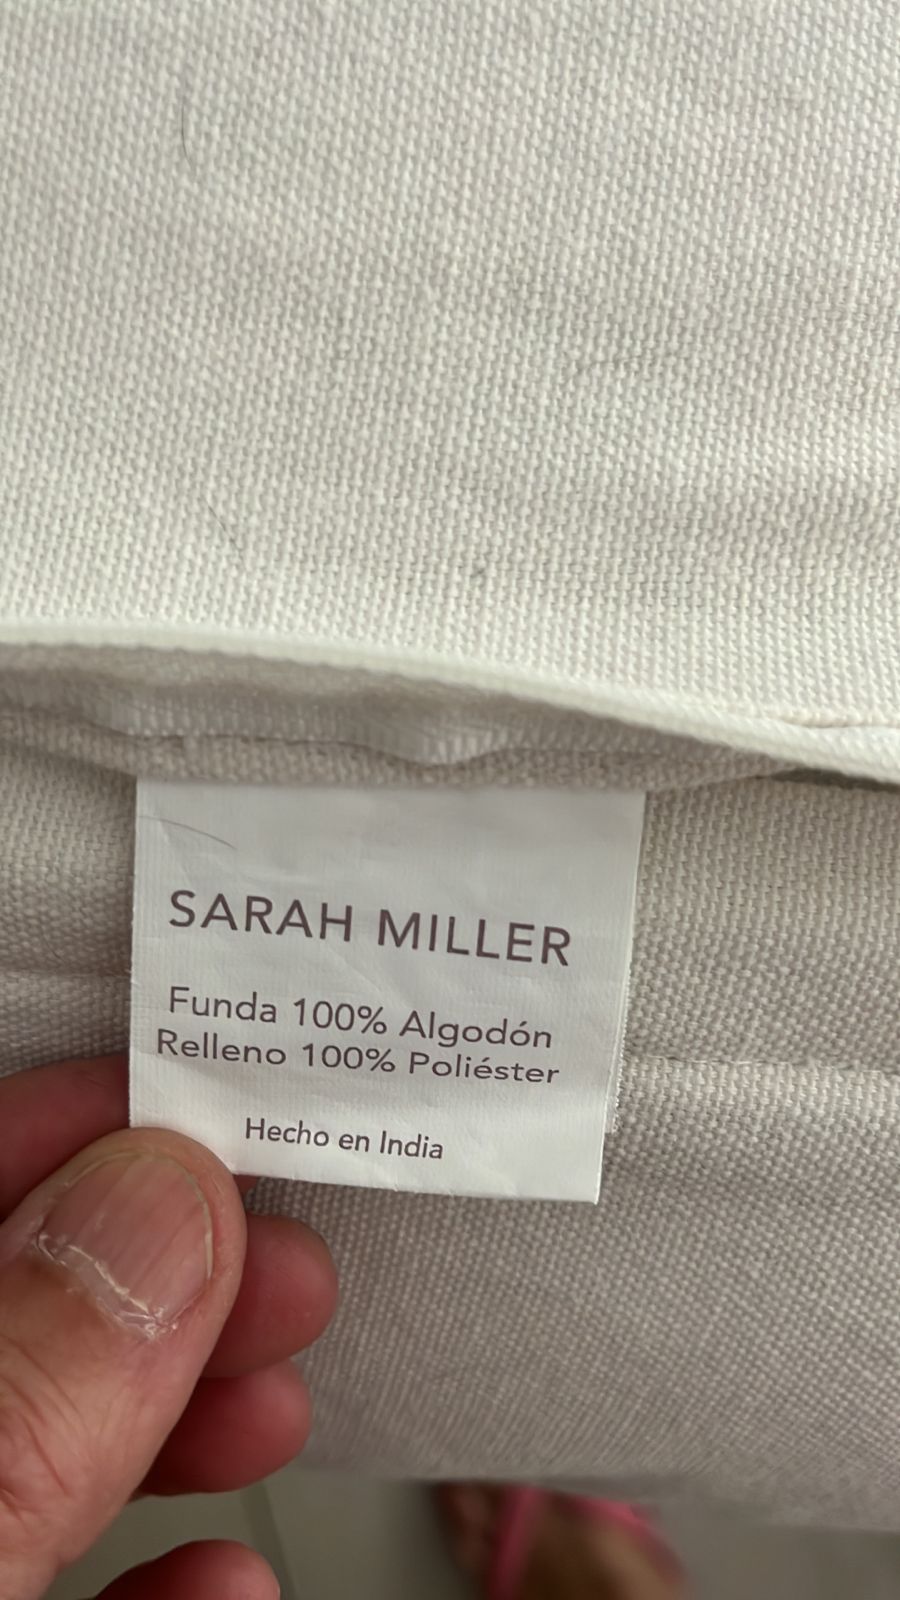 SARAH MILLER
Funda 100% Algodón
Relleno 100% Poliéster
Hecho en India